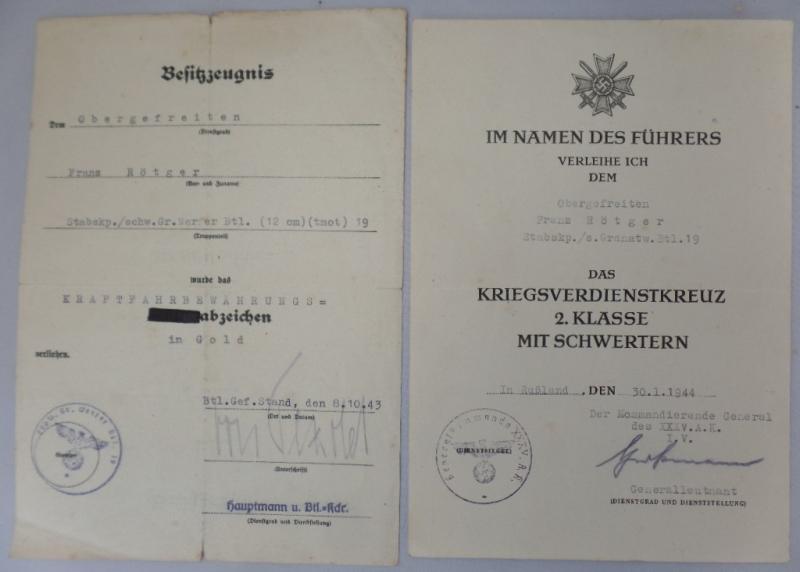 Besitzzeugnis
Dem Obergefreiten
(Dienstgrad)
Franz Rötger
(Vor- und Zuname)
Stabskp./schw.Gr.Werfer Btl. (12 cm)(tmot) 19
(Truppenteil)
wurde das
KRAFTFAHRBEWÄHRUNGS=
abzeichen
in Gold
verliehen.
Btl.Gef.Stand, den 8.10.43
(Ort und Datum)
(Unterschrift)
Hauptmann u. Btl.=Kdr.
(Dienstgrad und Dienststellung)
IM NAMEN DES FÜHRERS
VERLEIHE ICH
DEM
Obergefreiten
Franz Rötger
Stabskp./s.Granatw.Btl.19
DAS
KRIEGSVERDIENSTKREUZ
2. KLASSE
MIT SCHWERTERN
In Rußland, DEN 30.1.1944
Der Kommandierende General
des XXXV.A.K.
I.V.
Generalkommando XXXV.A.K.
(DIENSTSIEGEL)
Generalleutnant
(DIENSTGRAD UND DIENSTSTELLUNG)